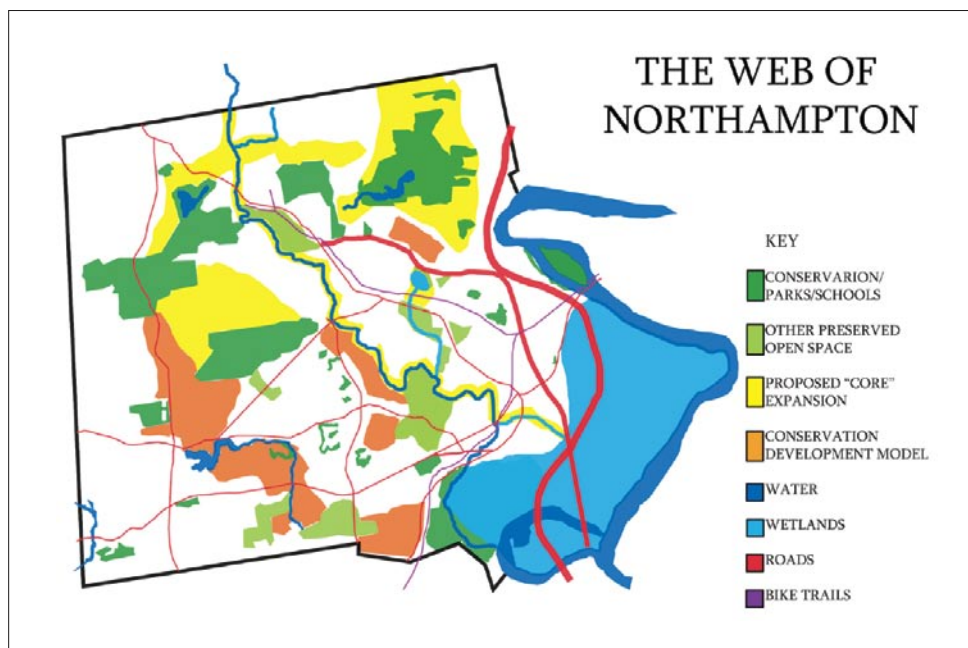 THE WEB OF
NORTHAMPTON
KEY
CONSERVARION/
PARKS/SCHOOLS
OTHER PRESERVED
OPEN SPACE
PROPOSED “CORE”
EXPANSION
CONSERVATION
DEVELOPMENT MODEL
WATER
WETLANDS
ROADS
BIKE TRAILS